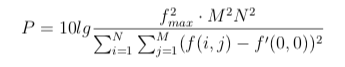 P = 10lg \frac{f_{max}^2 \cdot M^2 N^2}{\sum_{i=1}^{N} \sum_{j=1}^{M} (f(i,j) - f'(0,0))^2}